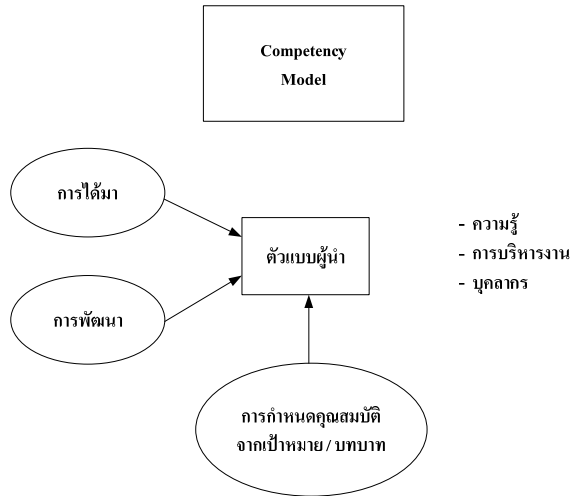 Competency
Model
การได้มา
ตัวแบบผู้นำ
- ความรู้
- การบริหารงาน
- บุคลากร
การพัฒนา
การกำหนดคุณสมบัติ
จากเป้าหมาย / บทบาท